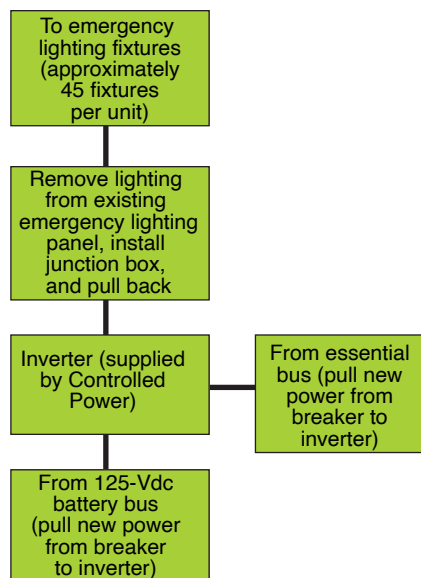 To emergency
lighting fixtures
(approximately
45 fixtures
per unit)
Remove lighting
from existing
emergency lighting
panel, install
junction box,
and pull back
Inverter (supplied
by Controlled
Power)
From essential
bus (pull new
power from
breaker to
inverter)
From 125-Vdc
battery bus
(pull new power
from breaker
to inverter)